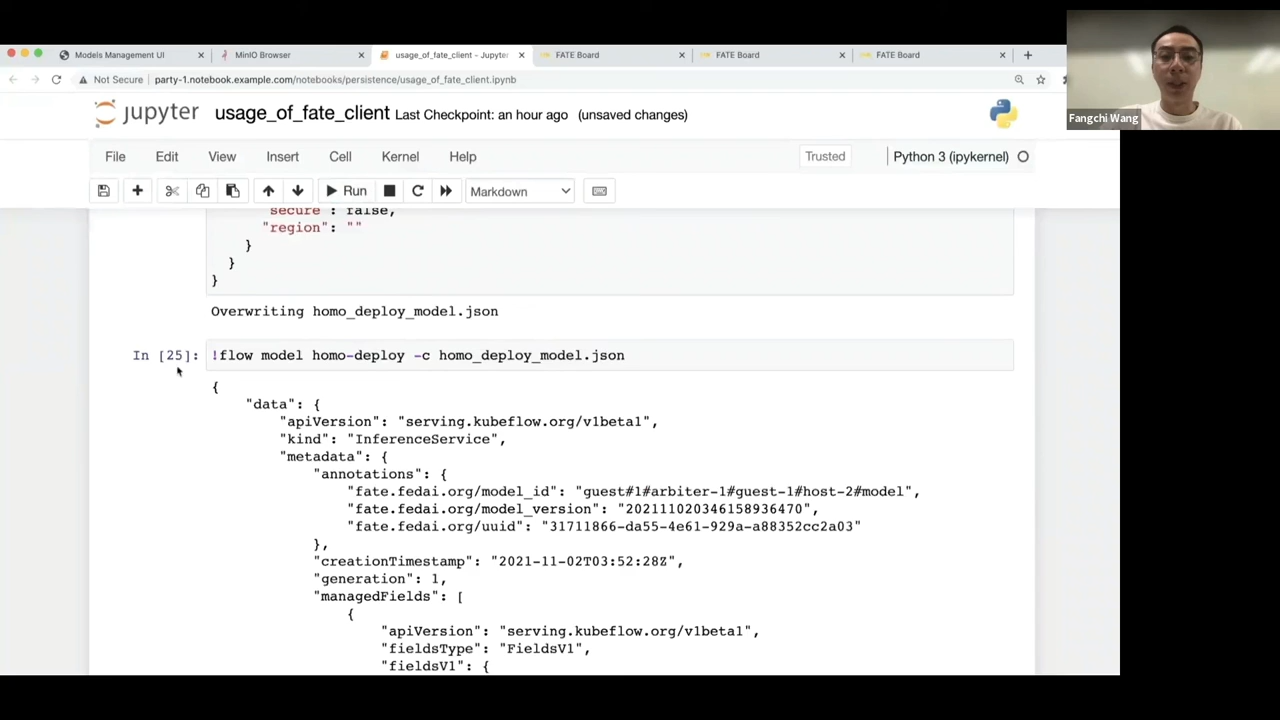 Models Management UI
MinIO Browser
usage_of_fate_client - Jupyter
FATE Board
FATE Board
FATE Board
Not Secure
party-1.notebook.example.com/notebooks/persistence/usage_of_fate_client.ipynb
Fangchi Wang
jupyter
usage_of_fate_client Last Checkpoint: an hour ago (unsaved changes)
File Edit View Insert Cell Kernel Help
Trusted
Python 3 (ipykernel)
Run
Markdown
"secure": false,
"region": ""
}
}
}
Overwriting homo_deploy_model.json
In [25]: !flow model homo-deploy -c homo_deploy_model.json
{
"data": {
"apiVersion": "serving.kubeflow.org/v1beta1",
"kind": "InferenceService",
"metadata": {
"annotations": {
"fate.fedai.org/model_id": "guest#1#arbiter-1#guest-1#host-2#model",
"fate.fedai.org/model_version": "202111020346158936470",
"fate.fedai.org/uuid": "31711866-da55-4e61-929a-a88352cc2a03"
},
"creationTimestamp": "2021-11-02T03:52:28Z",
"generation": 1,
"managedFields": [
{
"apiVersion": "serving.kubeflow.org/v1beta1",
"fieldsType": "FieldsV1",
"fieldsV1": {